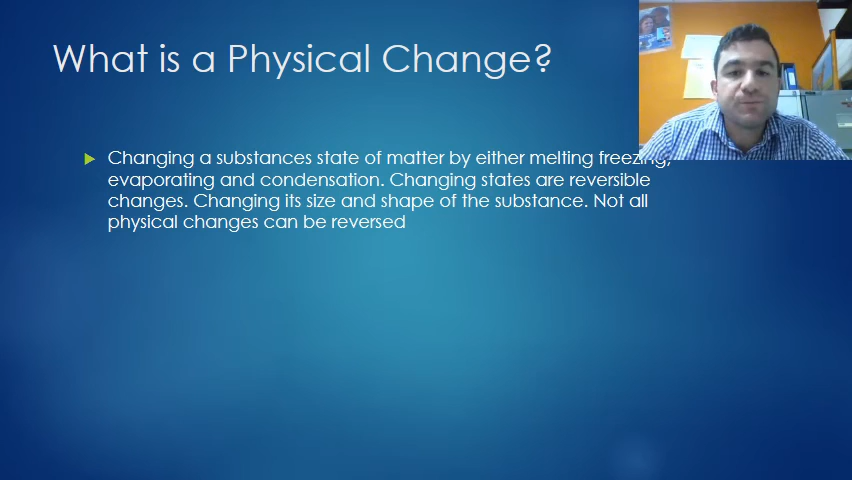 What is a Physical Change?
Changing a substances state of matter by either melting freezing,
evaporating and condensation. Changing states are reversible
changes. Changing its size and shape of the substance. Not all
physical changes can be reversed